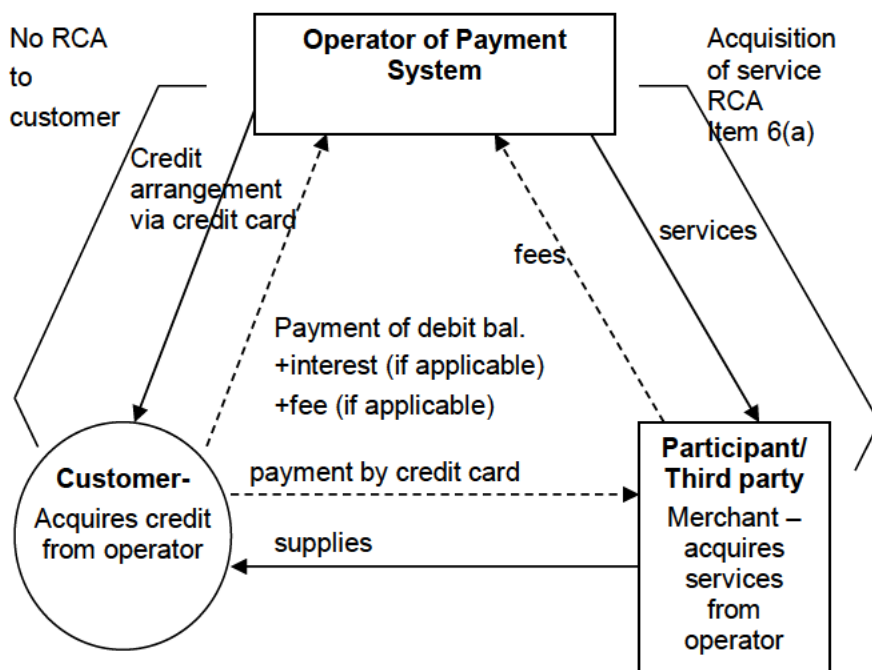 No RCA
to
customer
Operator of Payment
System
Acquisition
of service
RCA
Item 6(a)
Credit
arrangement
via credit card
services
fees
Payment of debit bal.
+interest (if applicable)
+fee (if applicable)
Customer-
Acquires credit
from operator
payment by credit card
supplies
Participant/
Third party
Merchant –
acquires
services
from
operator